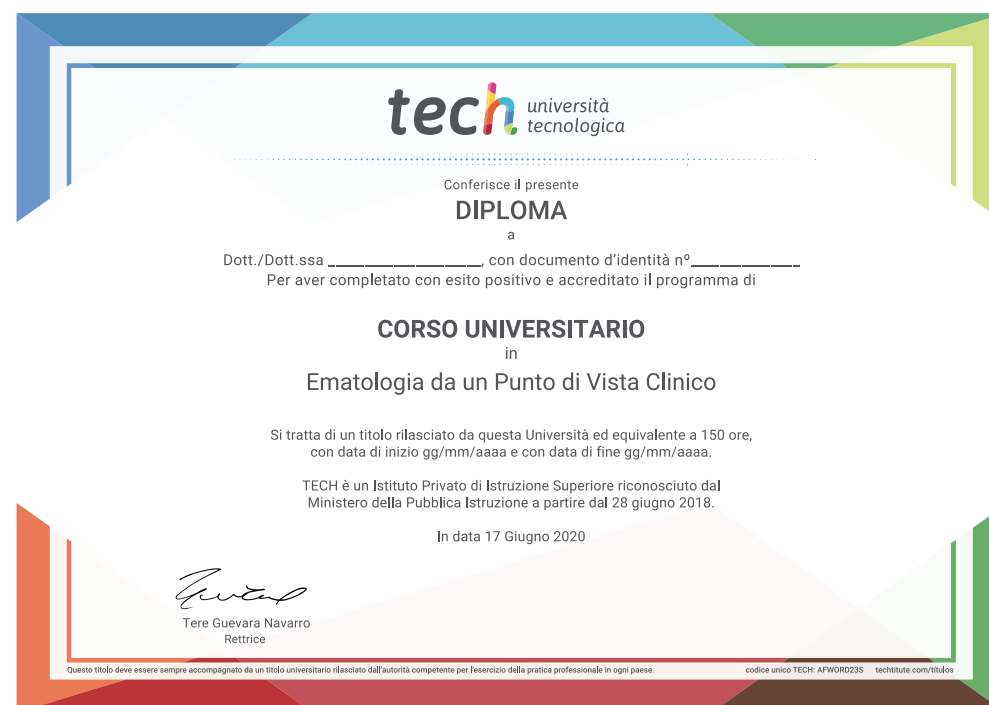 tech università
tecnologica
Conferisce il presente
DIPLOMA
a
Dott./Dott.ssa ____________________, con documento d'identità nº______________
Per aver completato con esito positivo e accreditato il programma di
CORSO UNIVERSITARIO
in
Ematologia da un Punto di Vista Clinico
Si tratta di un titolo rilasciato da questa Università ed equivalente a 150 ore,
con data di inizio gg/mm/aaaa e con data di fine gg/mm/aaaa.
TECH è un Istituto Privato di Istruzione Superiore riconosciuto dal
Ministero della Pubblica Istruzione a partire dal 28 giugno 2018.
In data 17 Giugno 2020
Tere Guevara Navarro
Rettrice
Questo titolo deve essere sempre accompagnato da un titolo universitario rilasciato dall'autorità competente per l'esercizio della pratica professionale in ogni paese. codice unico TECH: AFWORD23S techtitute.com/títulos